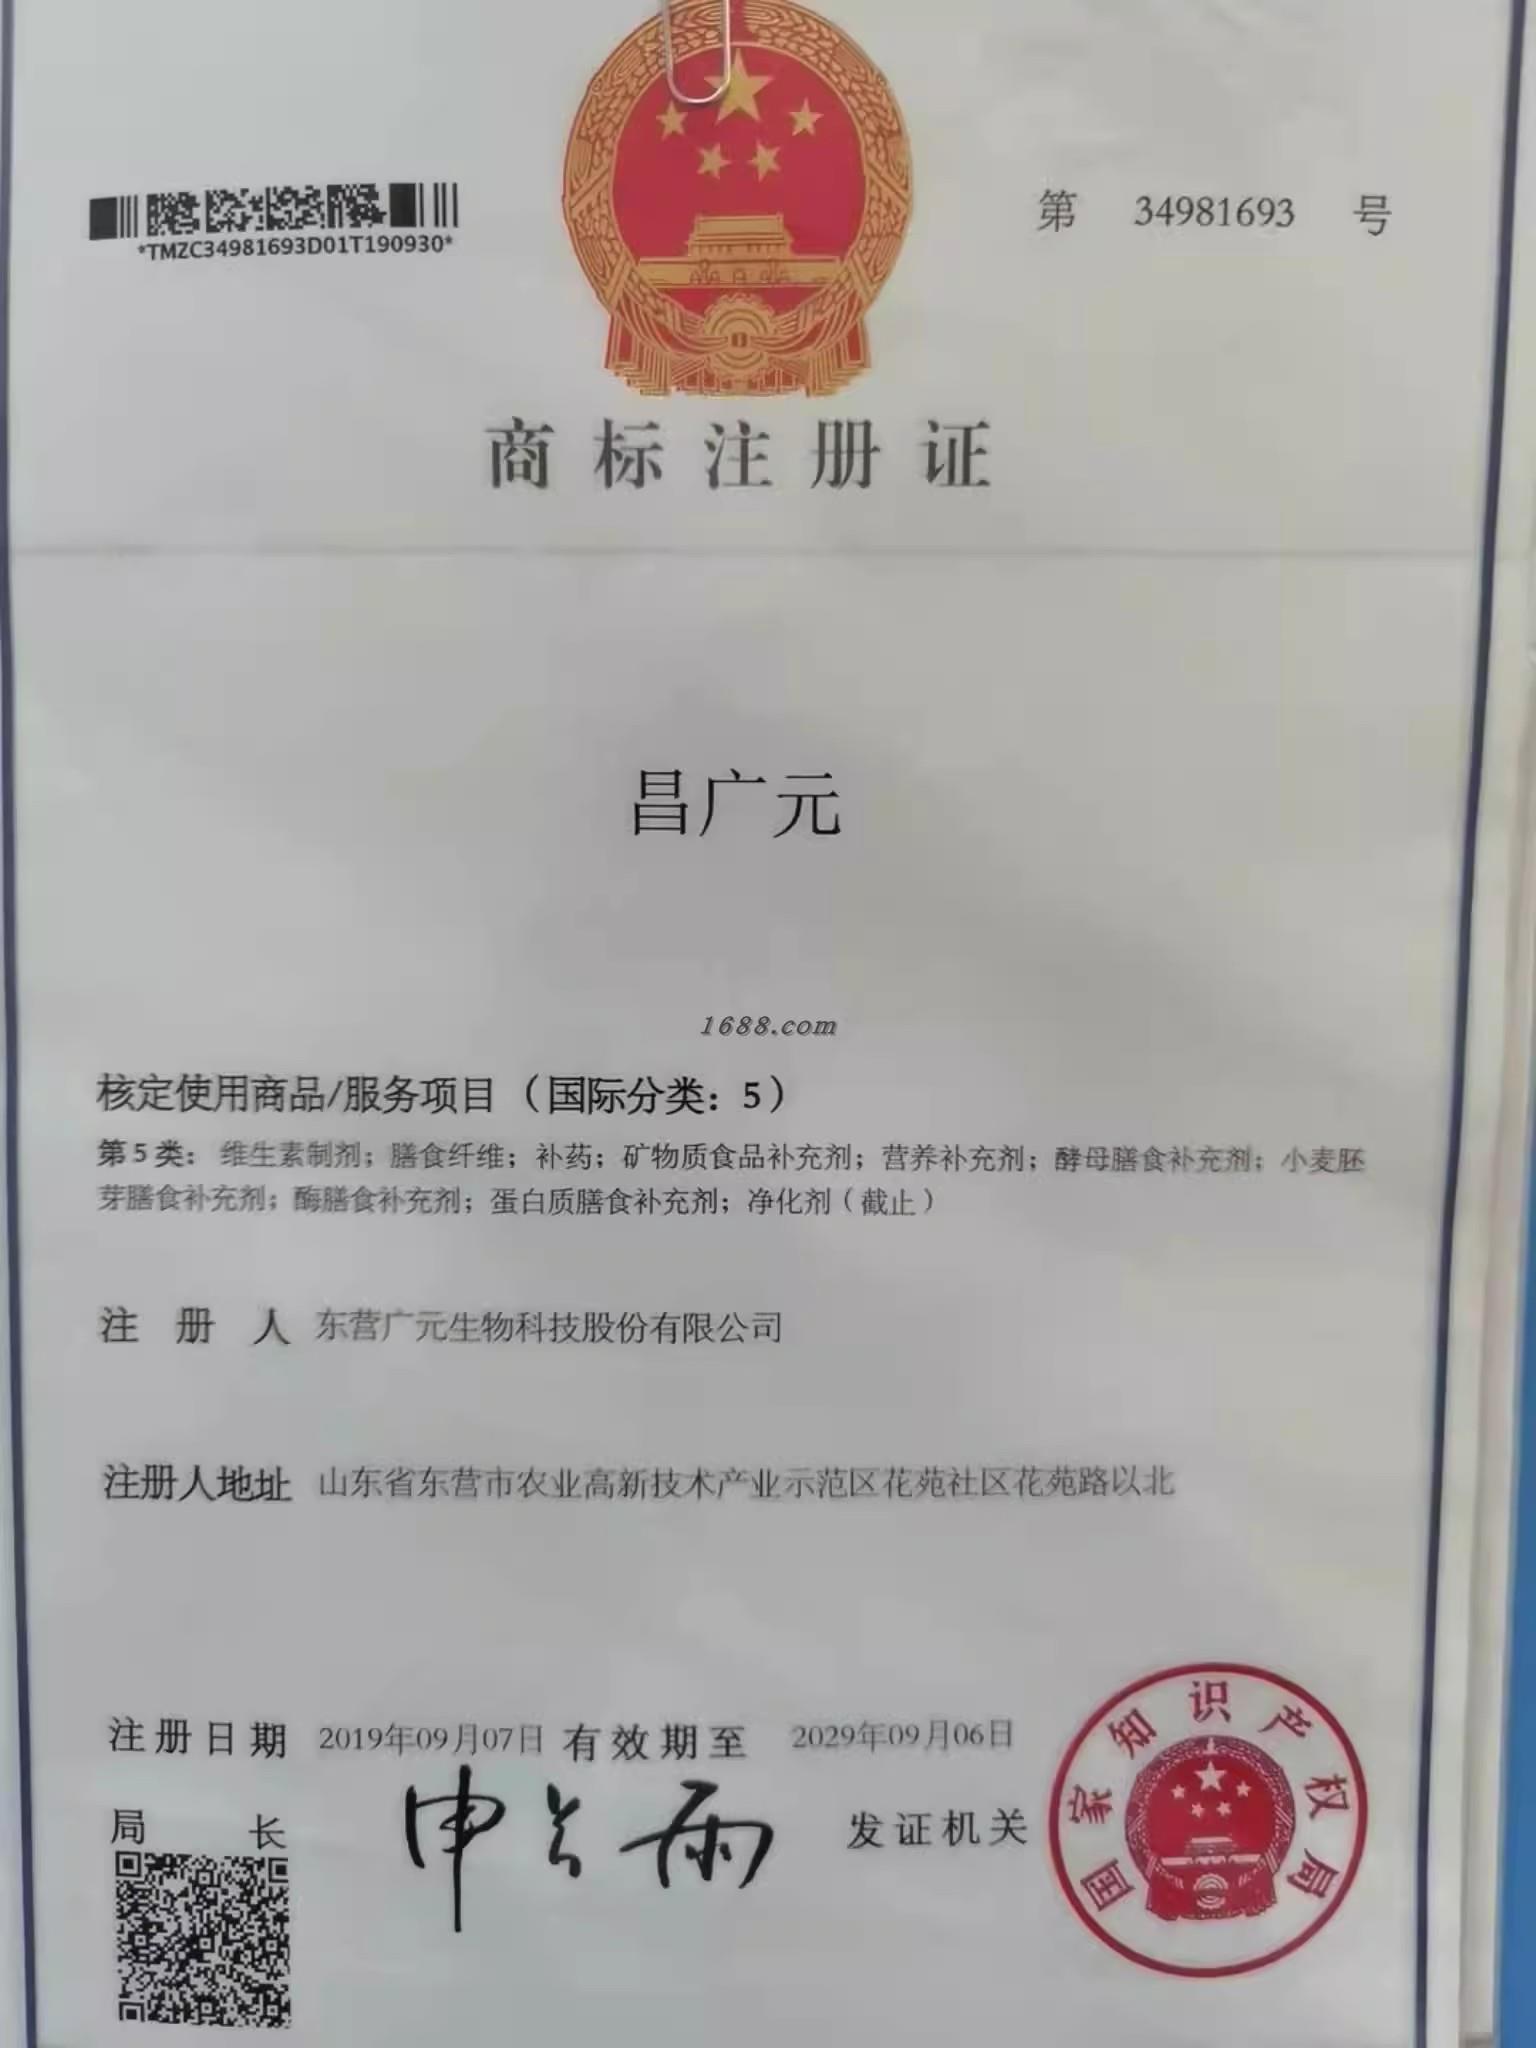 第 34981693 号
*TMZC34981693D01T190930*
商标注册证
昌广元
1688.com
核定使用商品/服务项目（国际分类：5）
第5类：维生素制剂；膳食纤维；补药；矿物质食品补充剂；营养补充剂；酵母膳食补充剂；小麦胚
芽膳食补充剂；酶膳食补充剂；蛋白质膳食补充剂；净化剂（截止）
注册人 东营广元生物科技股份有限公司
注册人地址 山东省东营市农业高新技术产业示范区花苑社区花苑路以北
注册日期 2019年09月07日 有效期至 2029年09月06日
局长 申长雨 发证机关
国家知识产权局